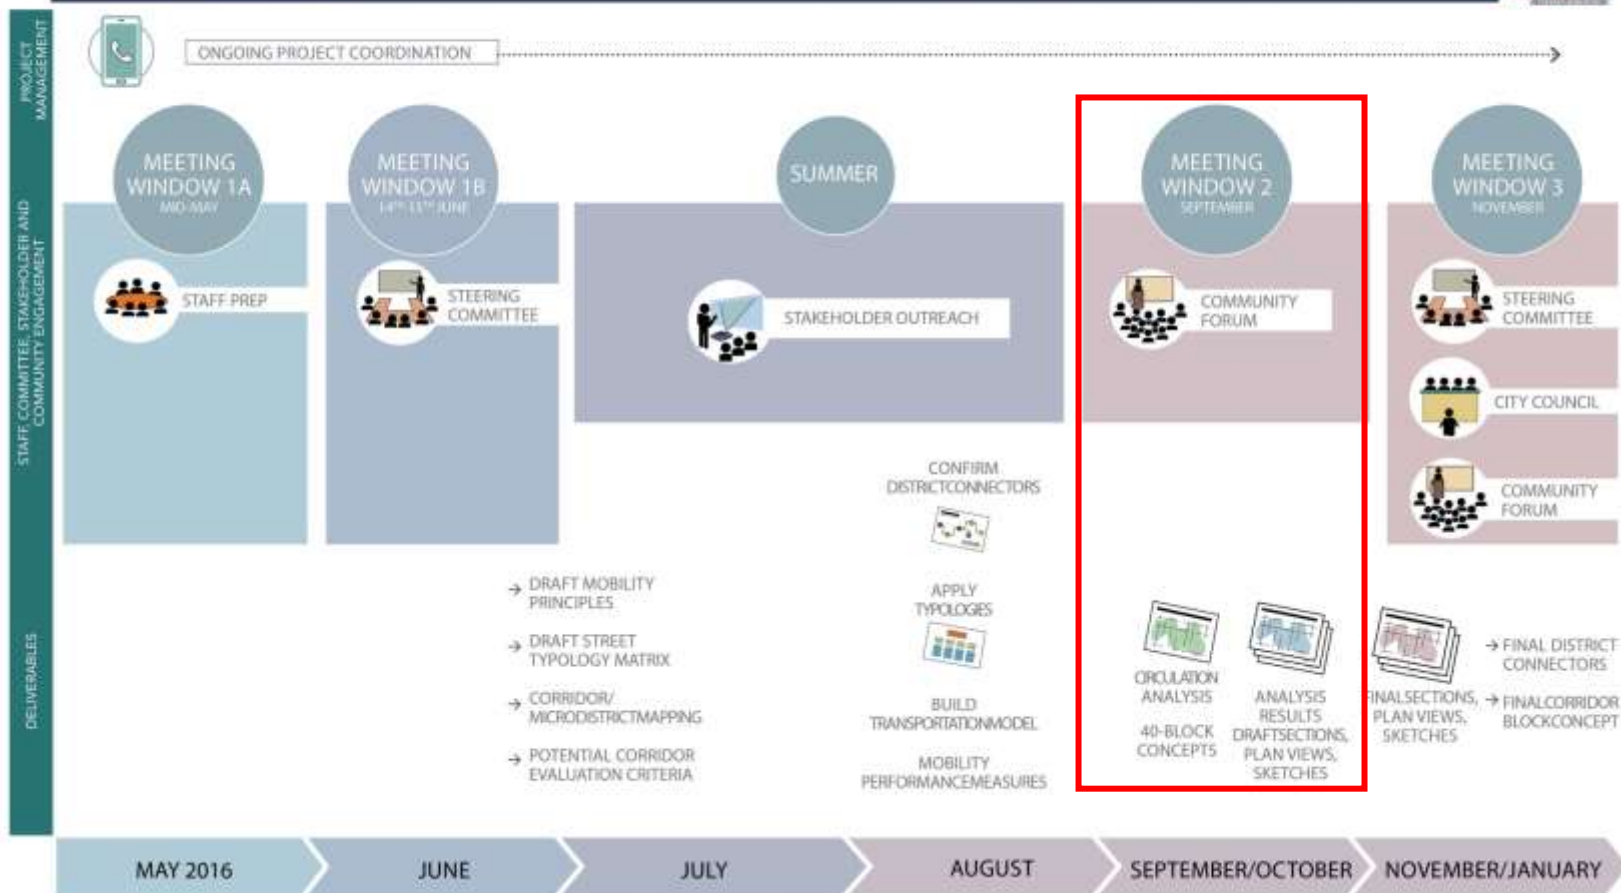 PROJECT
MANAGEMENT
ONGOING PROJECT COORDINATION
STAFF, COMMITTEE, STAKEHOLDER AND
COMMUNITY ENGAGEMENT
MEETING
WINDOW 1A
MID-MAY
STAFF PREP
MEETING
WINDOW 1B
14TH-15TH JUNE
STEERING
COMMITTEE
SUMMER
STAKEHOLDER OUTREACH
MEETING
WINDOW 2
SEPTEMBER
COMMUNITY
FORUM
MEETING
WINDOW 3
NOVEMBER
STEERING
COMMITTEE
CITY COUNCIL
COMMUNITY
FORUM
DELIVERABLES
→ DRAFT MOBILITY
PRINCIPLES
→ DRAFT STREET
TYPOLOGY MATRIX
→ CORRIDOR/
MICRODISTRICTMAPPING
→ POTENTIAL CORRIDOR
EVALUATION CRITERIA
CONFIRM
DISTRICTCONNECTORS
APPLY
TYPOLOGIES
BUILD
TRANSPORTATIONMODEL
MOBILITY
PERFORMANCEMEASURES
CIRCULATION
ANALYSIS
40-BLOCK
CONCEPTS
ANALYSIS
RESULTS
DRAFTSECTIONS,
PLAN VIEWS,
SKETCHES
FINALSECTIONS,
PLAN VIEWS,
SKETCHES
→ FINAL DISTRICT
CONNECTORS
→ FINALCORRIDOR
BLOCKCONCEPT
MAY 2016
JUNE
JULY
AUGUST
SEPTEMBER/OCTOBER
NOVEMBER/JANUARY